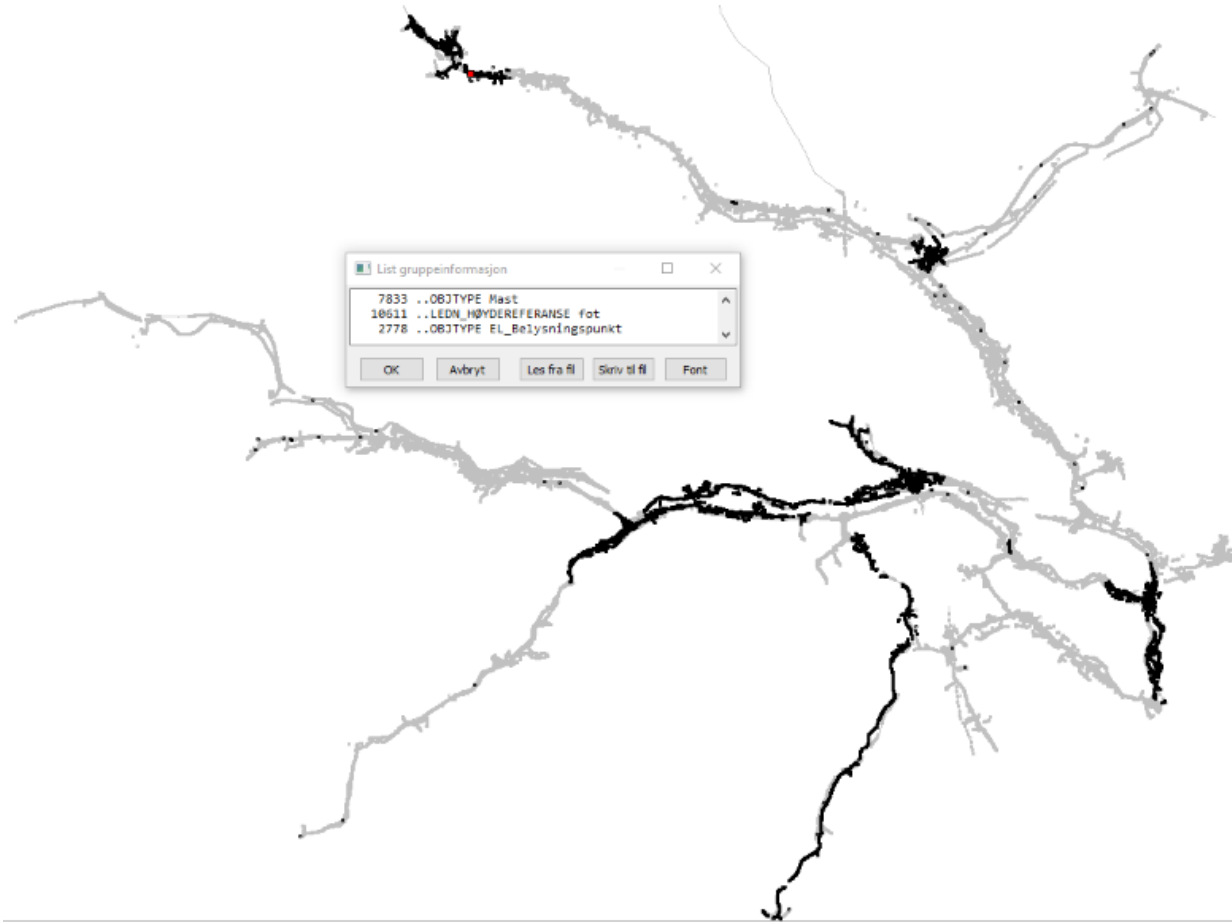 List gruppeinformasjon
7833 ..OBJTYPE Mast
10611 ..LEDN_HØYDEREFERANSE fot
2778 ..OBJTYPE EL_Belysningspunkt
OK Avbryt Les fra fil Skriv til fil Font